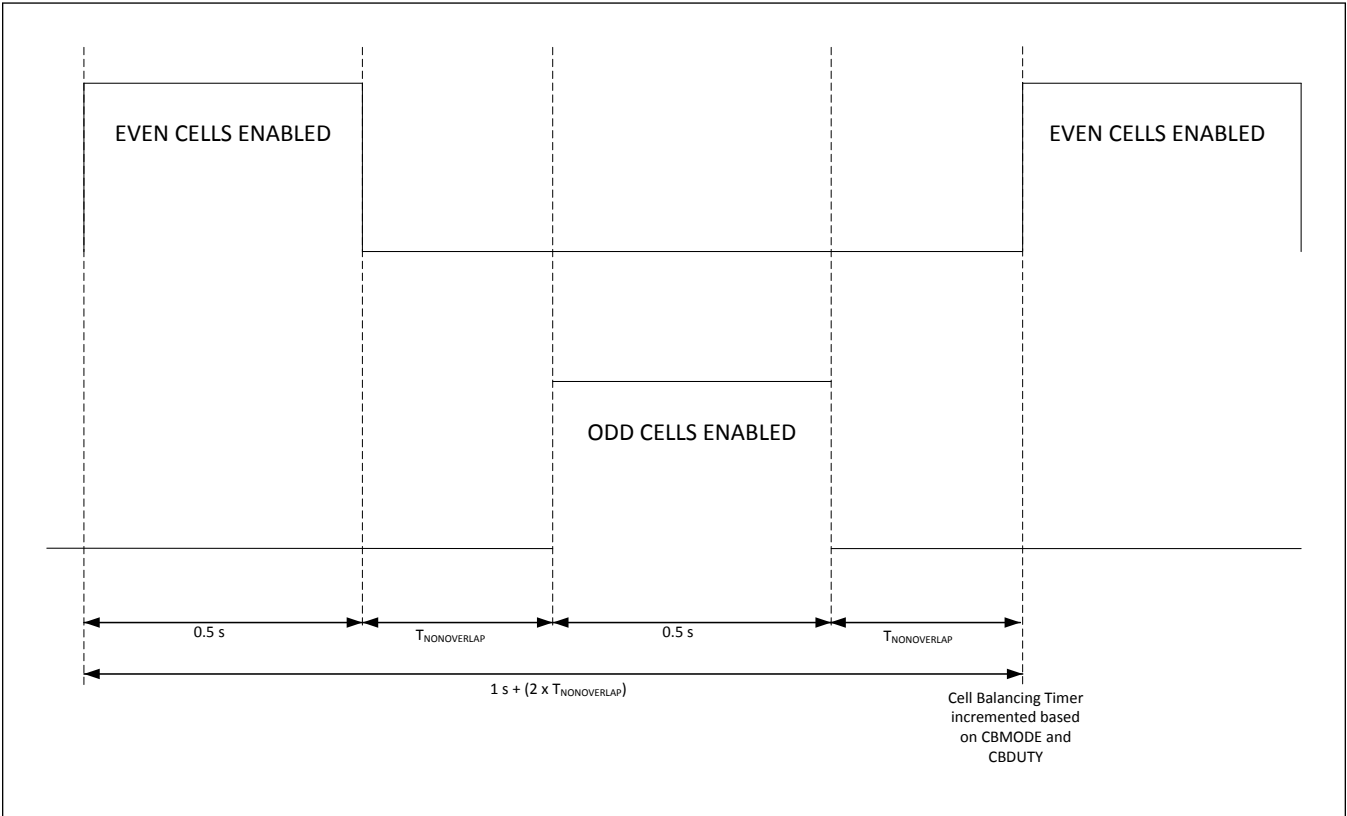 EVEN CELLS ENABLED
EVEN CELLS ENABLED
ODD CELLS ENABLED
0.5 s
TNONOVERLAP
0.5 s
TNONOVERLAP
1 s + (2 x TNONOVERLAP)
Cell Balancing Timer
incremented based
on CBMODE and
CBDUTY